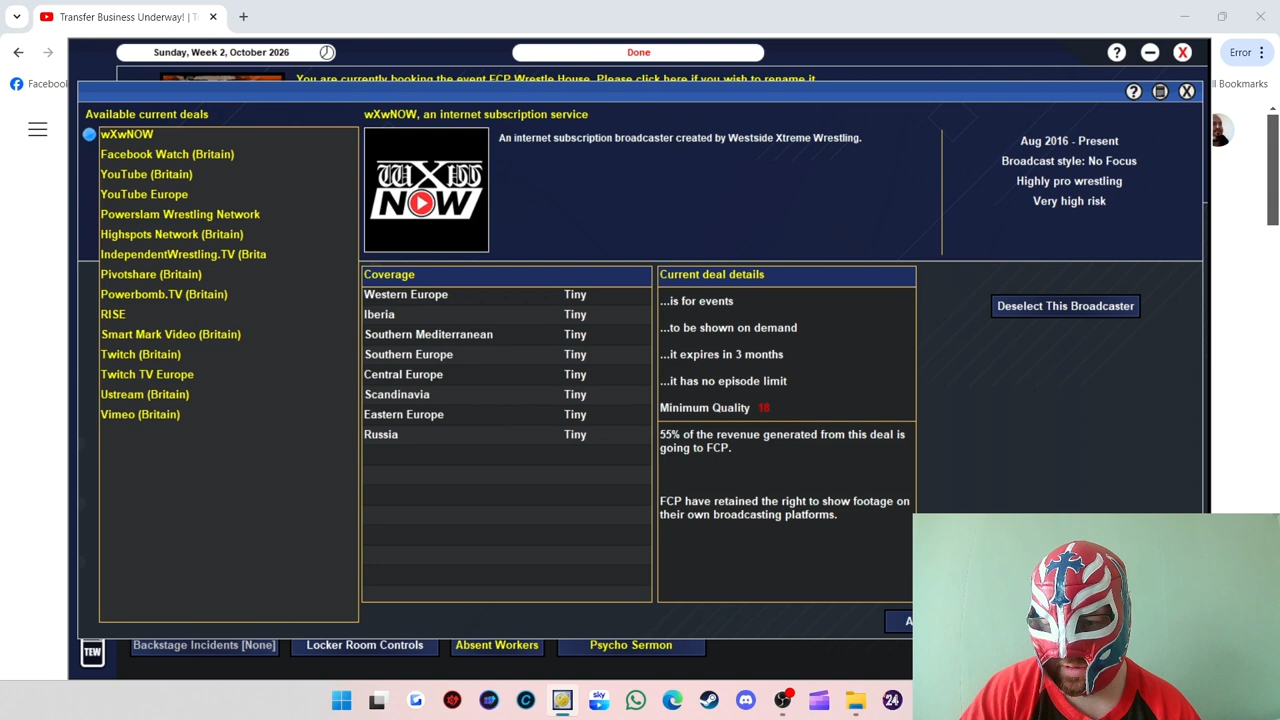 Transfer Business Underway! | T
Error
Facebook
ll Bookmarks
Sunday, Week 2, October 2026
Done
?
X
You are currently booking the event FCP Wrestle House. Please click here if you wish to rename it.
?
X
Available current deals
wXwNOW
Facebook Watch (Britain)
YouTube (Britain)
YouTube Europe
Powerslam Wrestling Network
Highspots Network (Britain)
IndependentWrestling.TV (Brita
Pivotshare (Britain)
Powerbomb.TV (Britain)
RISE
Smart Mark Video (Britain)
Twitch (Britain)
Twitch TV Europe
Ustream (Britain)
Vimeo (Britain)
wXwNOW, an internet subscription service
WXW
NOW
An internet subscription broadcaster created by Westside Xtreme Wrestling.
Aug 2016 - Present
Broadcast style: No Focus
Highly pro wrestling
Very high risk
Coverage
Western Europe Tiny
Iberia Tiny
Southern Mediterranean Tiny
Southern Europe Tiny
Central Europe Tiny
Scandinavia Tiny
Eastern Europe Tiny
Russia Tiny
Current deal details
...is for events
...to be shown on demand
...it expires in 3 months
...it has no episode limit
Minimum Quality 18
55% of the revenue generated from this deal is
going to FCP.
FCP have retained the right to show footage on
their own broadcasting platforms.
Deselect This Broadcaster
A
TEW
Backstage Incidents [None]
Locker Room Controls
Absent Workers
Psycho Sermon
sky
24